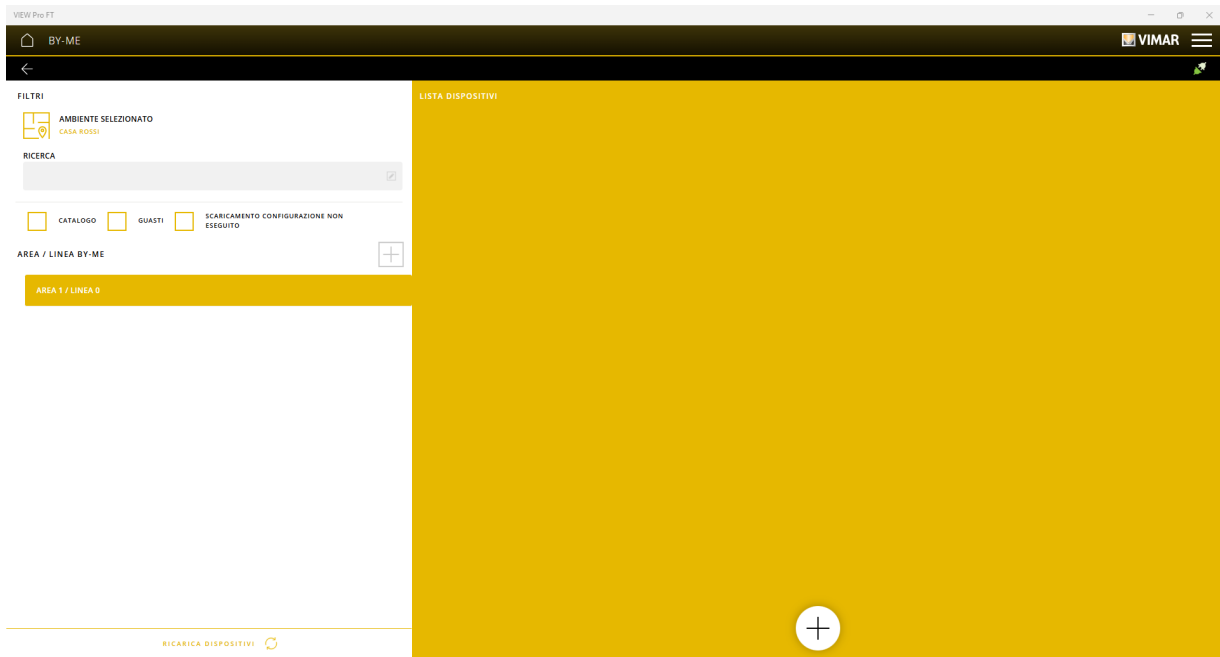 VIEW Pro FT
BY-ME
VIMAR
FILTRI
AMBIENTE SELEZIONATO
CASA ROSSI
RICERCA
CATALOGO
GUASTI
SCARICAMENTO CONFIGURAZIONE NON
ESEGUITO
AREA / LINEA BY-ME
AREA 1 / LINEA 0
RICARICA DISPOSITIVI
LISTA DISPOSITIVI